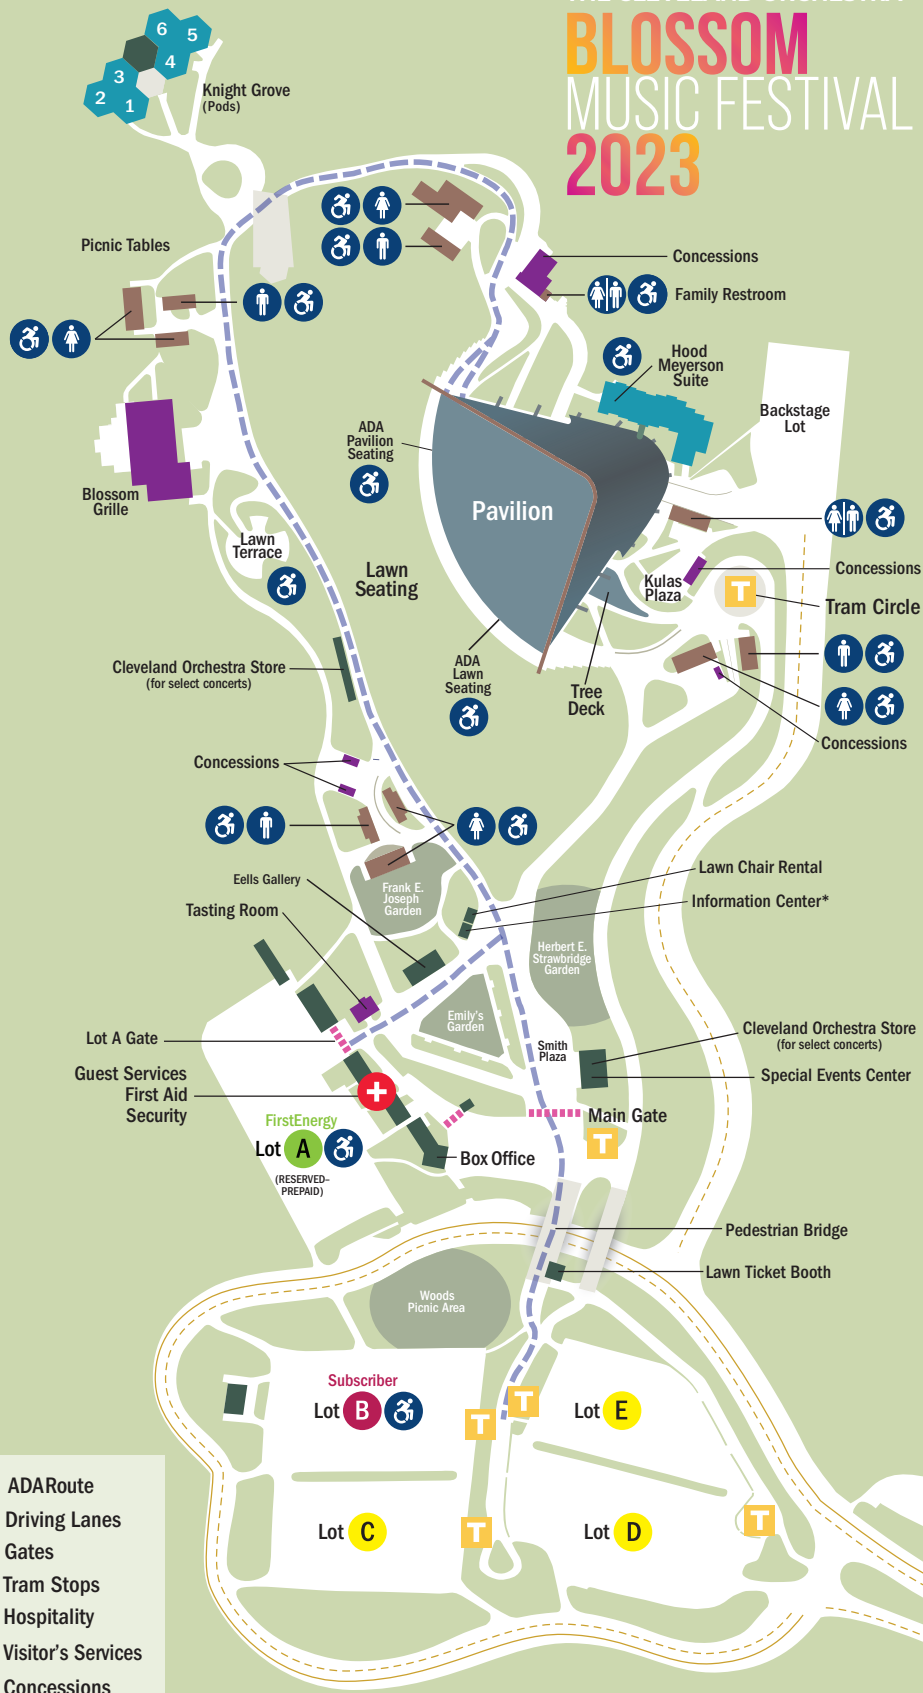 THE CLEVELAND ORCHESTRA
BLOSSOM
MUSIC FESTIVAL
2023
6
5
4
3
2
1
Knight Grove
(Pods)
Picnic Tables
Concessions
Family Restroom
Hood
Meyerson
Suite
Backstage
Lot
ADA
Pavilion
Seating
Pavilion
Blossom
Grille
Lawn
Terrace
Lawn
Seating
Kulas
Plaza
Concessions
T
Tram Circle
Cleveland Orchestra Store
(for select concerts)
ADA
Lawn
Seating
Tree
Deck
Concessions
Concessions
Eells Gallery
Frank E.
Joseph
Garden
Lawn Chair Rental
Information Center*
Tasting Room
Herbert E.
Strawbridge
Garden
Emily's
Garden
Smith
Plaza
Lot A Gate
Cleveland Orchestra Store
(for select concerts)
Guest Services
First Aid
Security
Special Events Center
Main Gate
T
FirstEnergy
Lot A
(RESERVED–
PREPAID)
Box Office
Pedestrian Bridge
Lawn Ticket Booth
Woods
Picnic Area
Subscriber
Lot B
T
T
Lot E
Lot C
T
Lot D
T
ADARoute
Driving Lanes
Gates
Tram Stops
Hospitality
Visitor's Services
Concessions